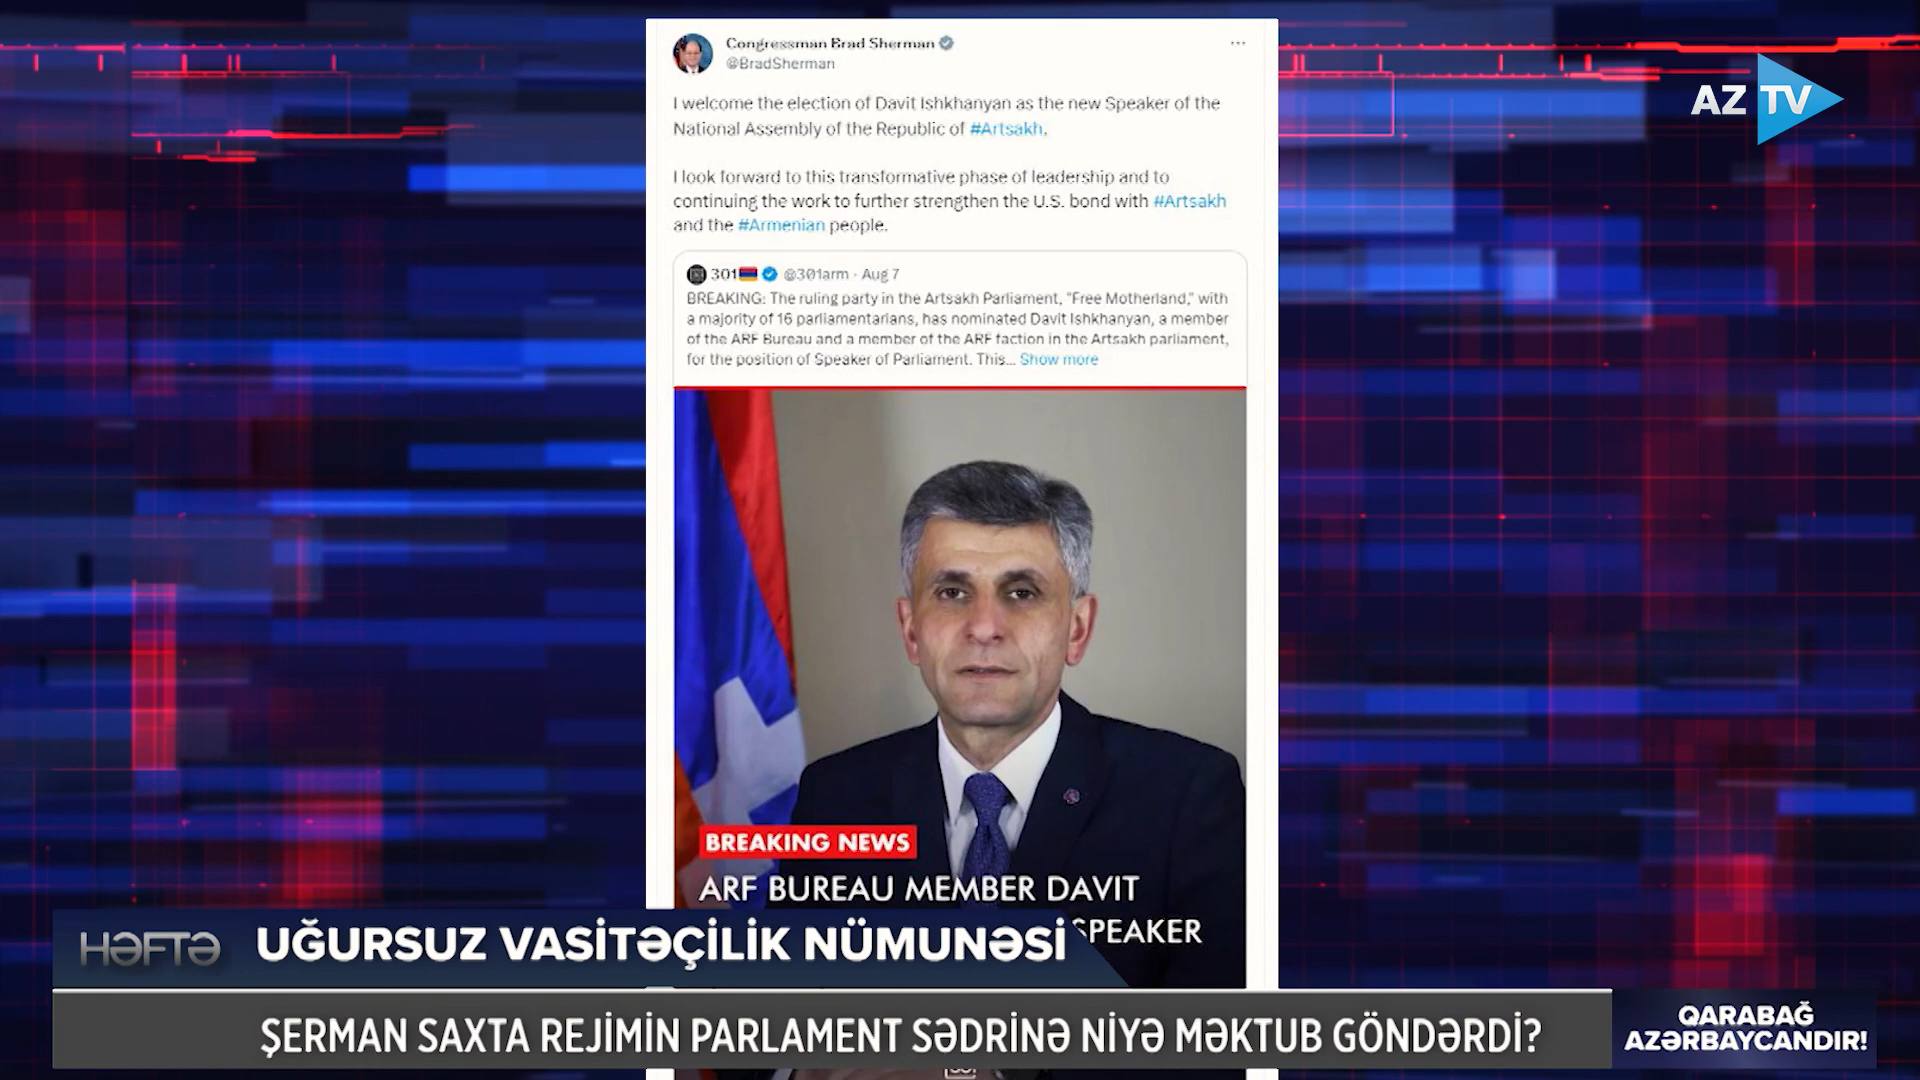 Congressman Brad Sherman
@BradSherman
I welcome the election of Davit Ishkhanyan as the new Speaker of the
National Assembly of the Republic of #Artsakh.
I look forward to this transformative phase of leadership and to
continuing the work to further strengthen the U.S. bond with #Artsakh
and the #Armenian people.
301 @301arm · Aug 7
BREAKING: The ruling party in the Artsakh Parliament, "Free Motherland," with
a majority of 16 parliamentarians, has nominated Davit Ishkhanyan, a member
of the ARF Bureau and a member of the ARF faction in the Artsakh parliament,
for the position of Speaker of Parliament. This... Show more
AZ TV
BREAKING NEWS
ARF BUREAU MEMBER DAVIT
SPEAKER
HƏFTƏ
UĞURSUZ VASİTƏÇİLİK NÜMUNƏSİ
ŞERMAN SAXTA REJİMİN PARLAMENT SƏDRİNƏ NİYƏ MƏKTUB GÖNDƏRDİ?
QARABAĞ
AZƏRBAYCANDIR!